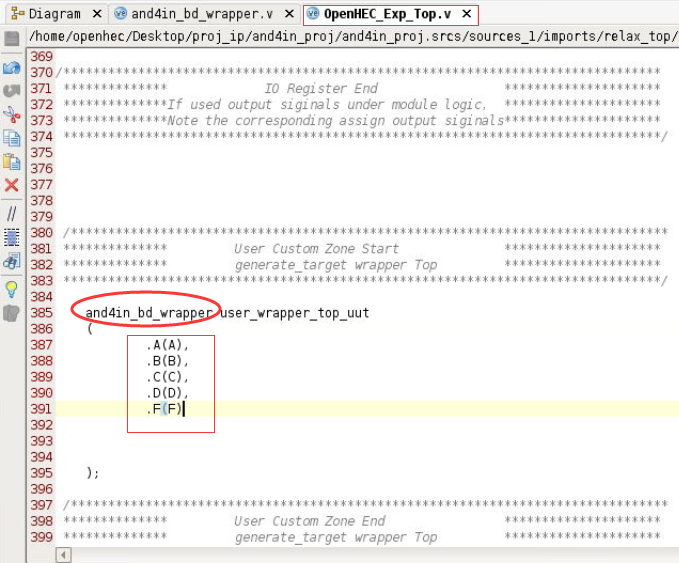 Diagram × and4in_bd_wrapper.v × OpenHEC_Exp_Top.v ×
/home/openhec/Desktop/proj_ip/and4in_proj/and4in_proj.srcs/sources_1/imports/relax_top/
369
370 /********************************************************************************
371 ************** IO Register End *********************
372 **************If used output siginals under module logic, *********************
373 **************Note the corresponding assign output siginals*********************
374 ********************************************************************************/
375
376
377
378
379
380 /********************************************************************************
381 ************** User Custom Zone Start *********************
382 ************** generate_target wrapper Top *********************
383 ********************************************************************************/
384
385 and4in_bd_wrapper user_wrapper_top_uut
386 (
387 .A(A),
388 .B(B),
389 .C(C),
390 .D(D),
391 .F(F)
392
393
394
395 );
396
397 /********************************************************************************
398 ************** User Custom Zone End *********************
399 ************** generate_target wrapper Top *********************